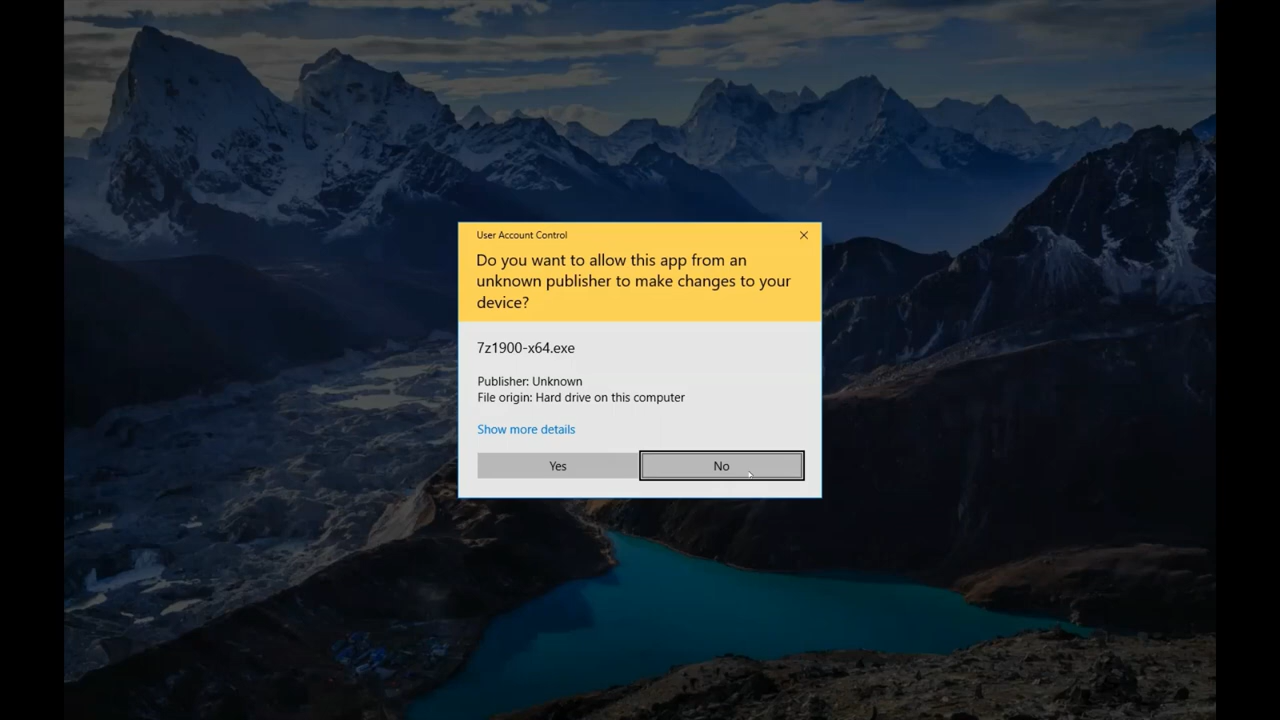 User Account Control
Do you want to allow this app from an
unknown publisher to make changes to your
device?
7z1900-x64.exe
Publisher: Unknown
File origin: Hard drive on this computer
Show more details
Yes
No